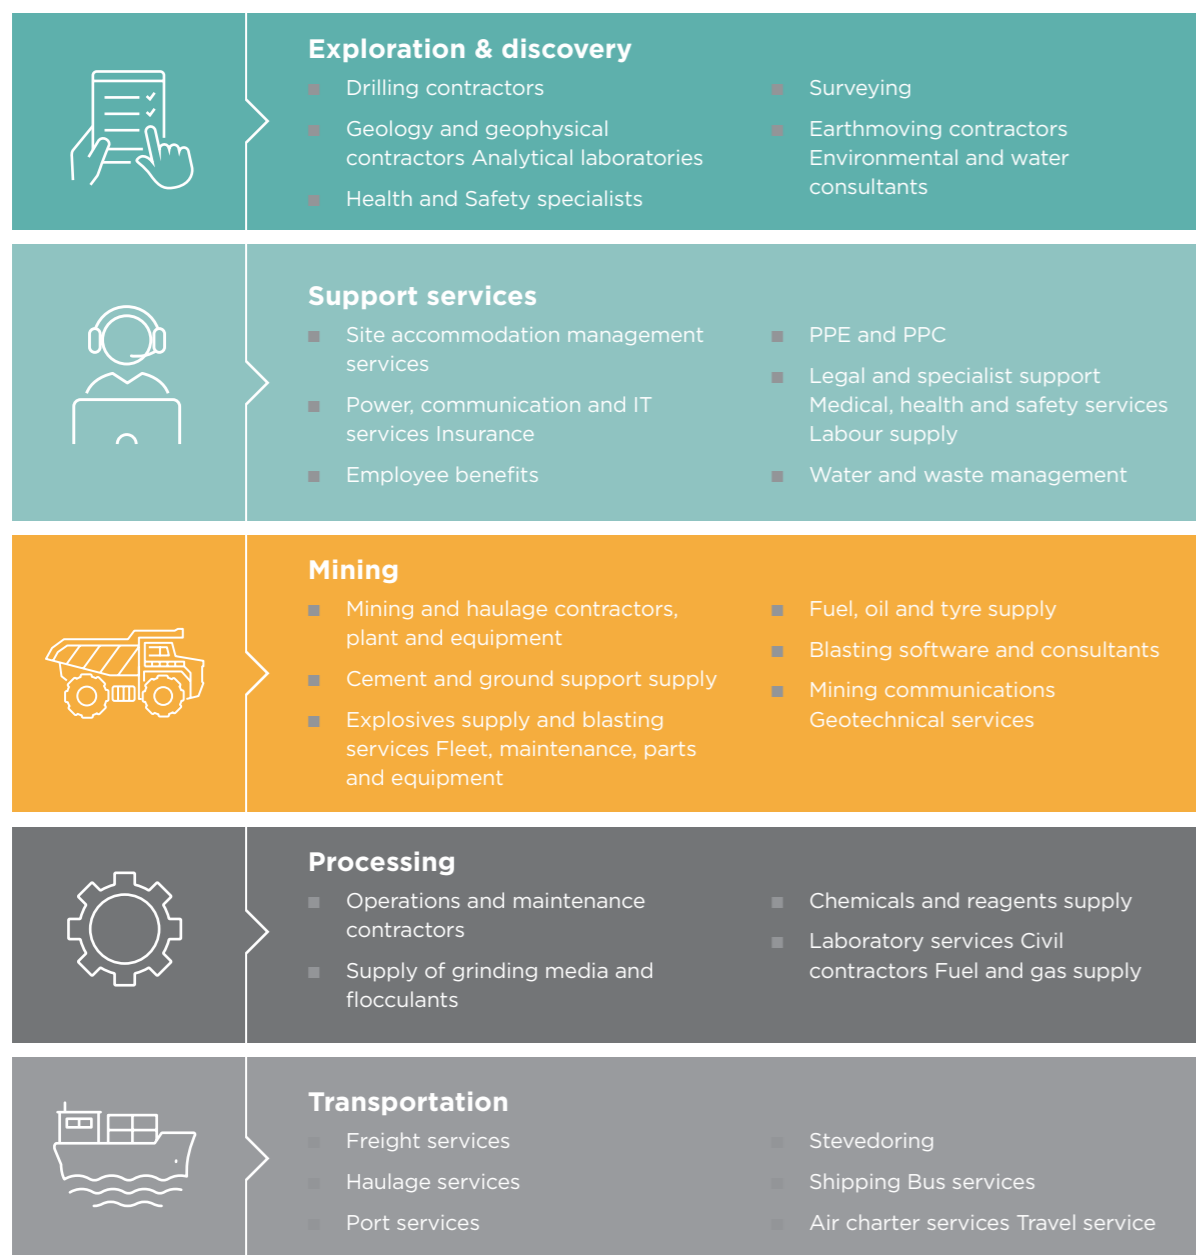 Exploration & discovery
Drilling contractors
Geology and geophysical
contractors Analytical laboratories
Health and Safety specialists
Surveying
Earthmoving contractors
Environmental and water
consultants
Support services
Site accommodation management
services
Power, communication and IT
services Insurance
Employee benefits
PPE and PPC
Legal and specialist support
Medical, health and safety services
Labour supply
Water and waste management
Mining
Mining and haulage contractors,
plant and equipment
Cement and ground support supply
Explosives supply and blasting
services Fleet, maintenance, parts
and equipment
Fuel, oil and tyre supply
Blasting software and consultants
Mining communications
Geotechnical services
Processing
Operations and maintenance
contractors
Supply of grinding media and
flocculants
Chemicals and reagents supply
Laboratory services Civil
contractors Fuel and gas supply
Transportation
Freight services
Haulage services
Port services
Stevedoring
Shipping Bus services
Air charter services Travel service